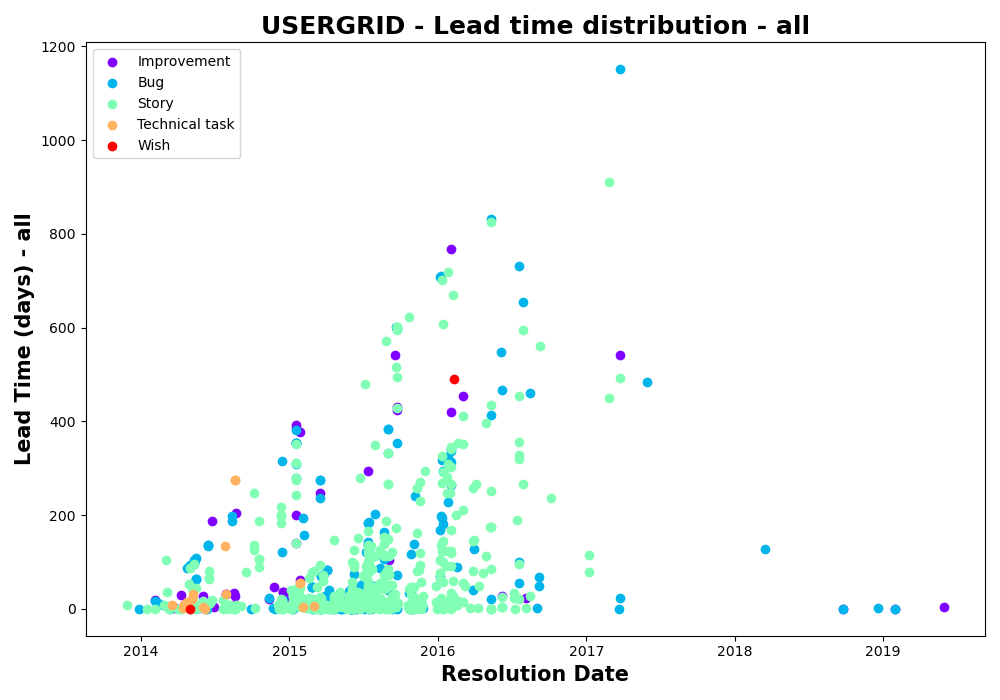 USERGRID - Lead time distribution - all
Lead Time (days) - all
1200
1000
800
600
400
200
0
Improvement
Bug
Story
Technical task
Wish
2014 2015 2016 2017 2018 2019
Resolution Date